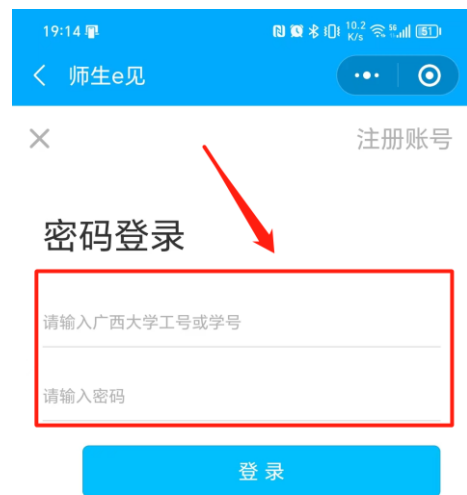 19:14 10.2 K/s 5G 51
师生e见
注册账号
密码登录
请输入广西大学工号或学号
请输入密码
登录